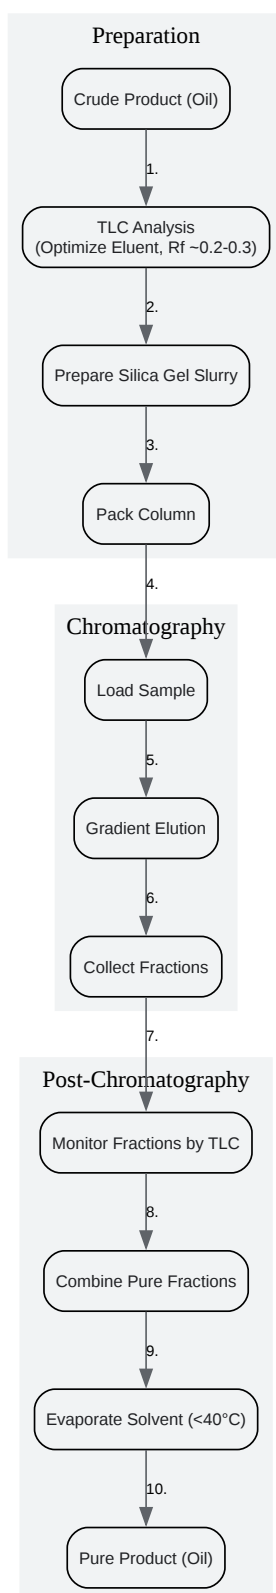 Preparation
Crude Product (Oil)
1.
TLC Analysis
(Optimize Eluent, Rf ~0.2-0.3)
2.
Prepare Silica Gel Slurry
3.
Pack Column
4.
Chromatography
Load Sample
5.
Gradient Elution
6.
Collect Fractions
7.
Post-Chromatography
Monitor Fractions by TLC
8.
Combine Pure Fractions
9.
Evaporate Solvent (<40°C)
10.
Pure Product (Oil)